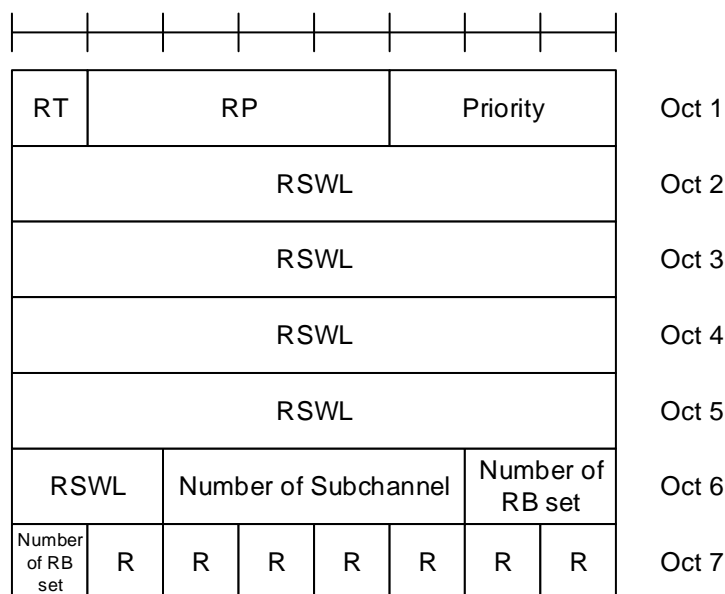 RT RP Priority Oct 1
RSWL Oct 2
RSWL Oct 3
RSWL Oct 4
RSWL Oct 5
RSWL Number of Subchannel Number of RB set Oct 6
Number of RB set R R R R R R R Oct 7